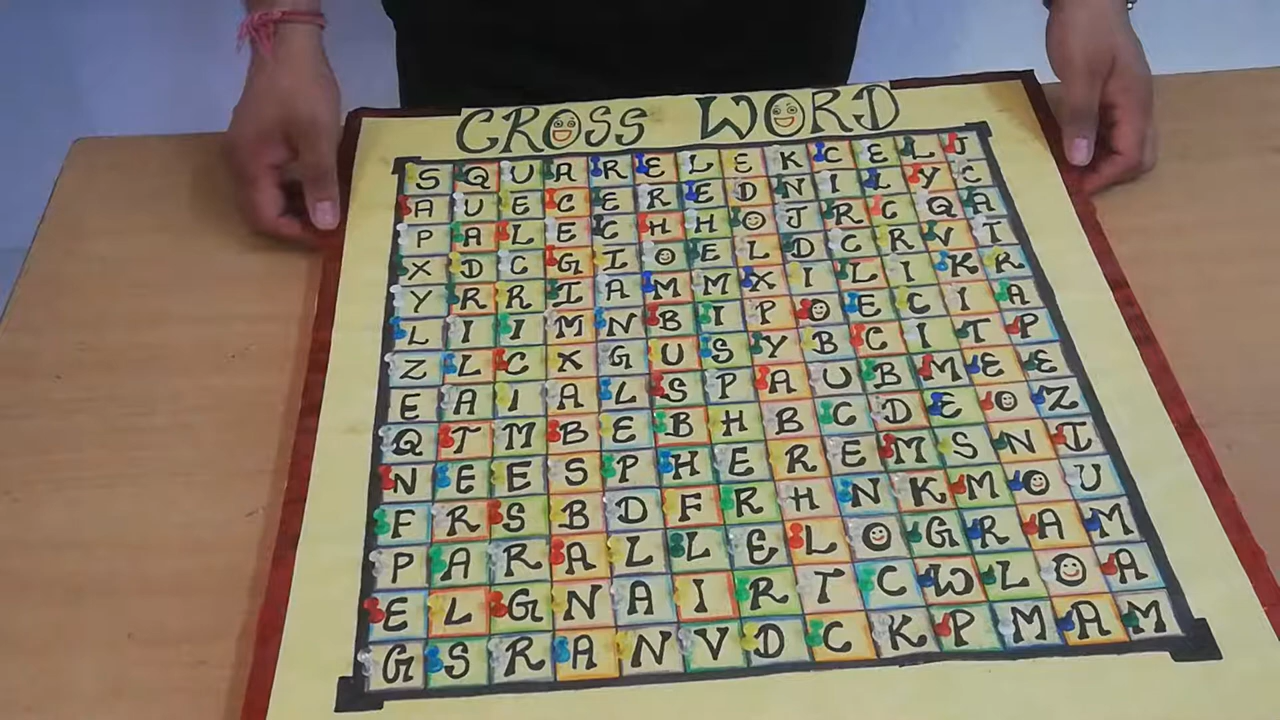 CROSS WORD
S Q U A R E L E K C E L J
A U E C E R E D N I L Y C
P A L E C H H O J R C Q A
X D C G I O E L D C R V T
Y R R I A M M X I L I K R
L I I M N B I P O E C I A
Z L C X G U S Y B C I T P
E A I A L S P A U B M E E
Q T M B E B H B C D E O Z
N E E S P H E R E M S N I
F R S B D F R H N K M O U
P A R A L L E L O G R A M
E L G N A I R T C W L O A
G S R A N V D C K P M A M